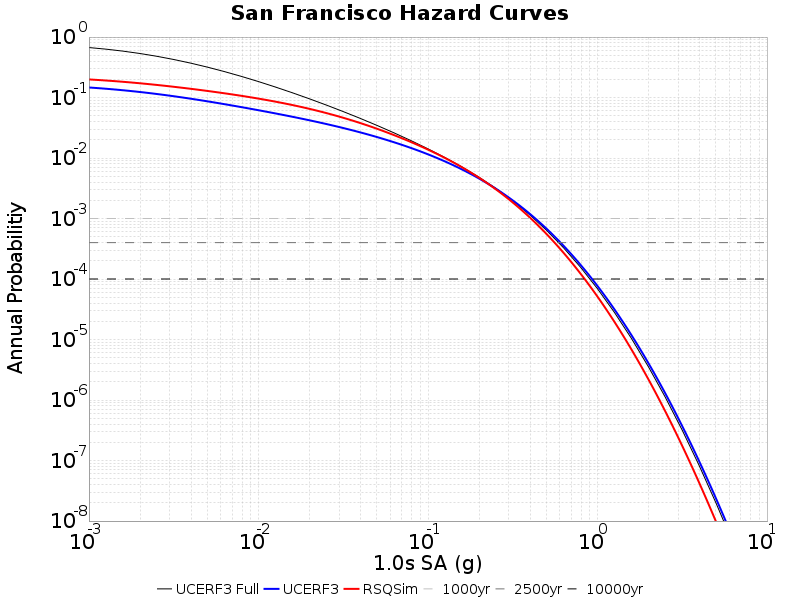 San Francisco Hazard Curves
10^0
10^-1
10^-2
10^-3
10^-4
10^-5
10^-6
10^-7
10^-8
Annual Probabilitiy
10^-3 10^-2 10^-1 10^0 10^1
1.0s SA (g)
UCERF3 Full UCERF3 RSQSim 1000yr 2500yr 10000yr